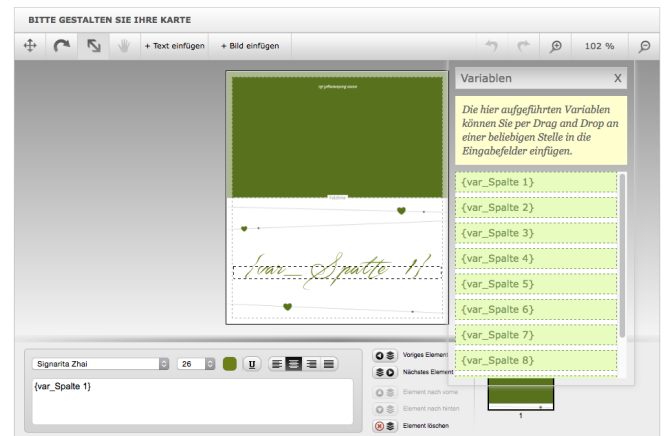 BITTE GESTALTEN SIE IHRE KARTE
+ Text einfügen + Bild einfügen 102 %
Variablen X
Die hier aufgeführten Variablen
können Sie per Drag and Drop an
einer beliebigen Stelle in die
Eingabefelder einfügen.
{var_Spalte 1}
{var_Spalte 2}
{var_Spalte 3}
{var_Spalte 4}
{var_Spalte 5}
{var_Spalte 6}
{var_Spalte 7}
{var_Spalte 8}
{var_Spalte 1}
Signarita Zhai 26 U
{var_Spalte 1}
Voriges Element
Nächstes Element
Element nach vorne
Element nach hinten
Element löschen
1